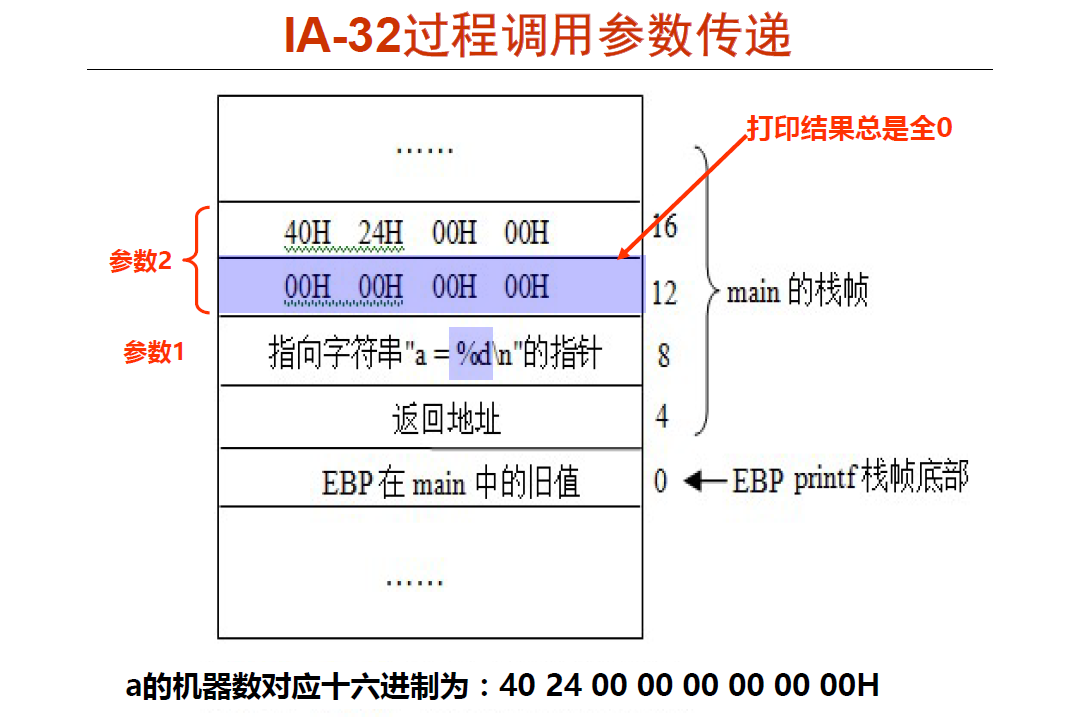 IA-32过程调用参数传递
打印结果总是全0
......
40H 24H 00H 00H
16
参数2
00H 00H 00H 00H
12
main 的栈帧
参数1
指向字符串"a = %d\n"的指针
8
返回地址
4
EBP 在 main 中的旧值
0
EBP printf 栈帧底部
......
a的机器数对应十六进制为：40 24 00 00 00 00 00 00H